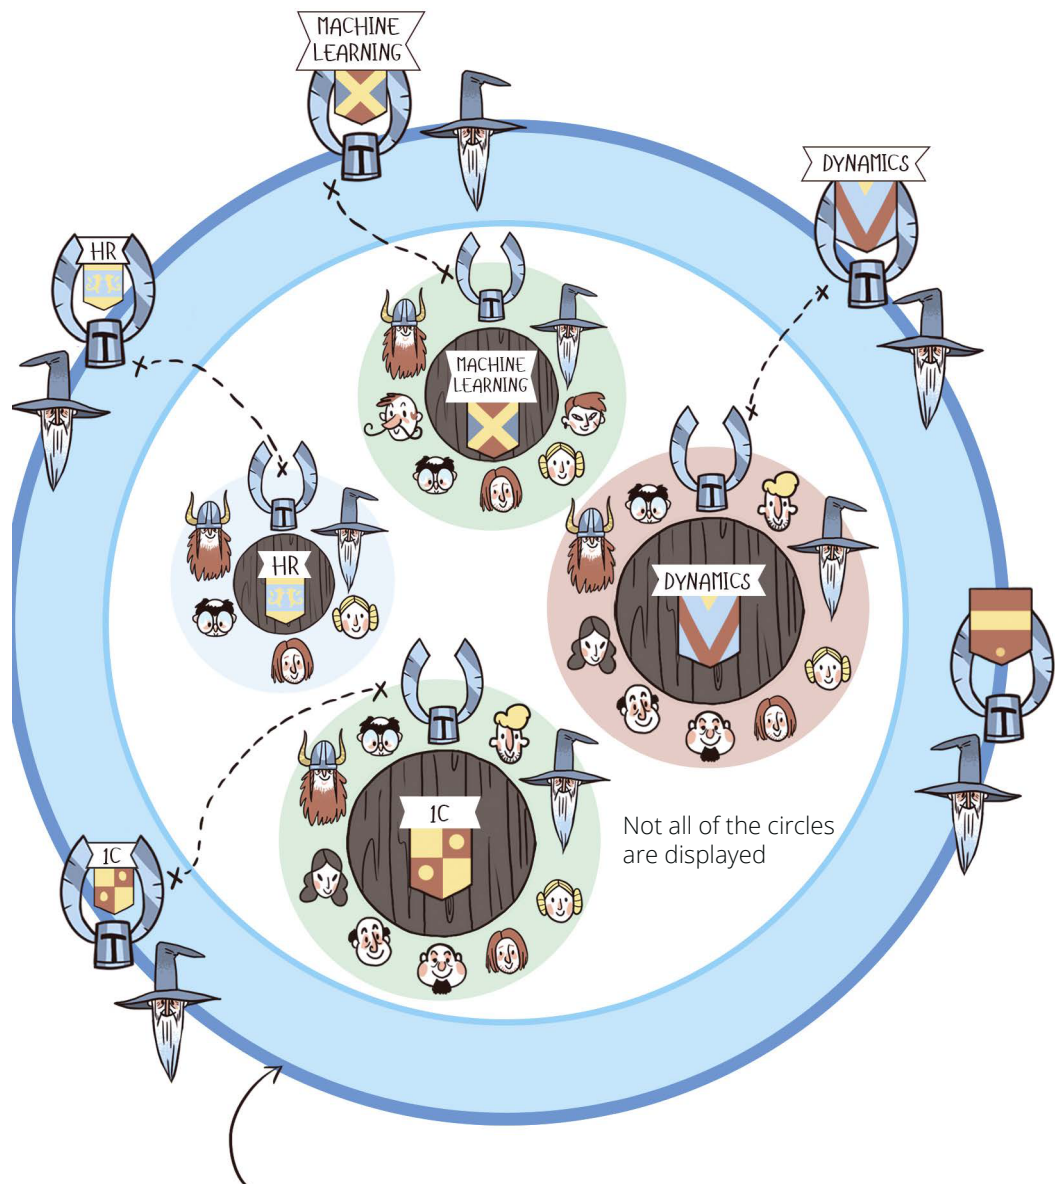 MACHINE
LEARNING
DYNAMICS
HR
MACHINE
LEARNING
HR
DYNAMICS
1C
1C
Not all of the circles
are displayed